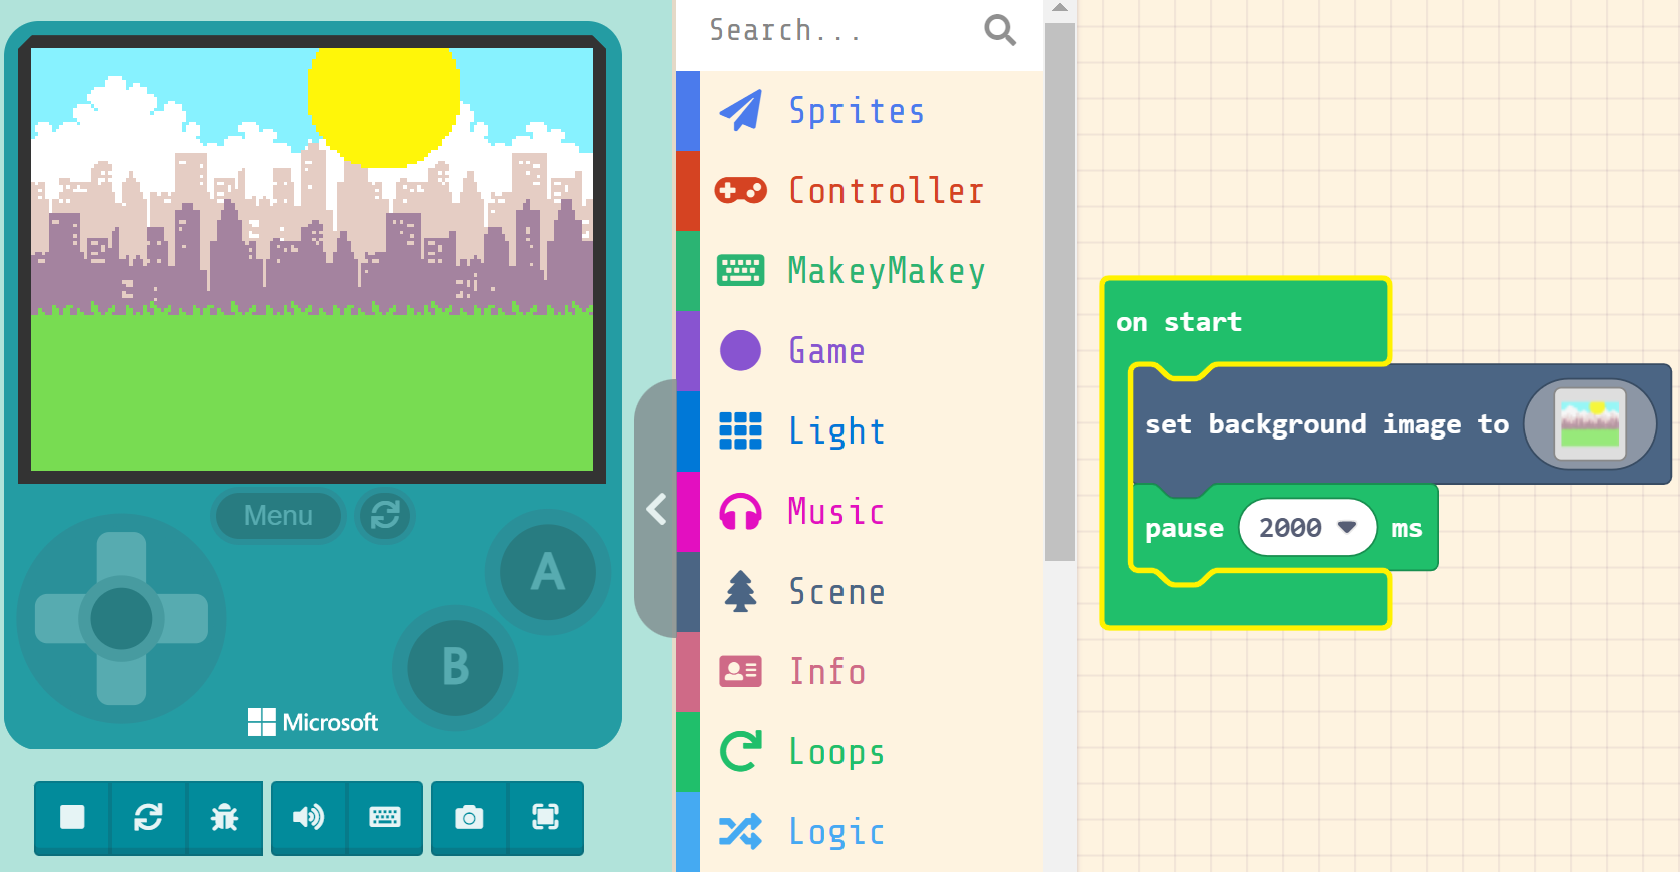 Menu
A
B
Microsoft
Search...
Sprites
Controller
MakeyMakey
Game
Light
Music
Scene
Info
Loops
Logic
on start
set background image to
pause 2000 ms